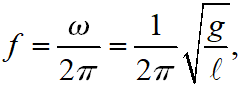 f = ω/2π = 1/2π √(g/ℓ),